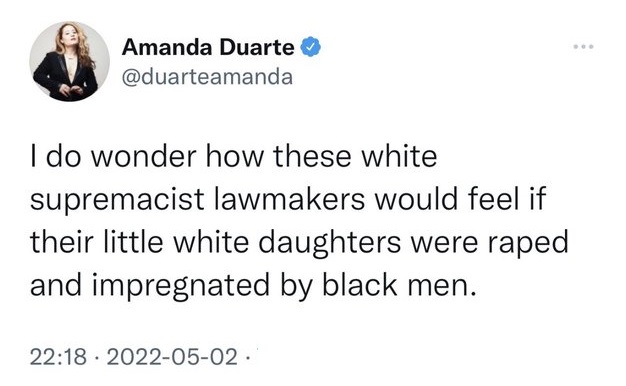 Amanda Duarte
@duarteamanda
I do wonder how these white
supremacist lawmakers would feel if
their little white daughters were raped
and impregnated by black men.
22:18 · 2022-05-02 ·